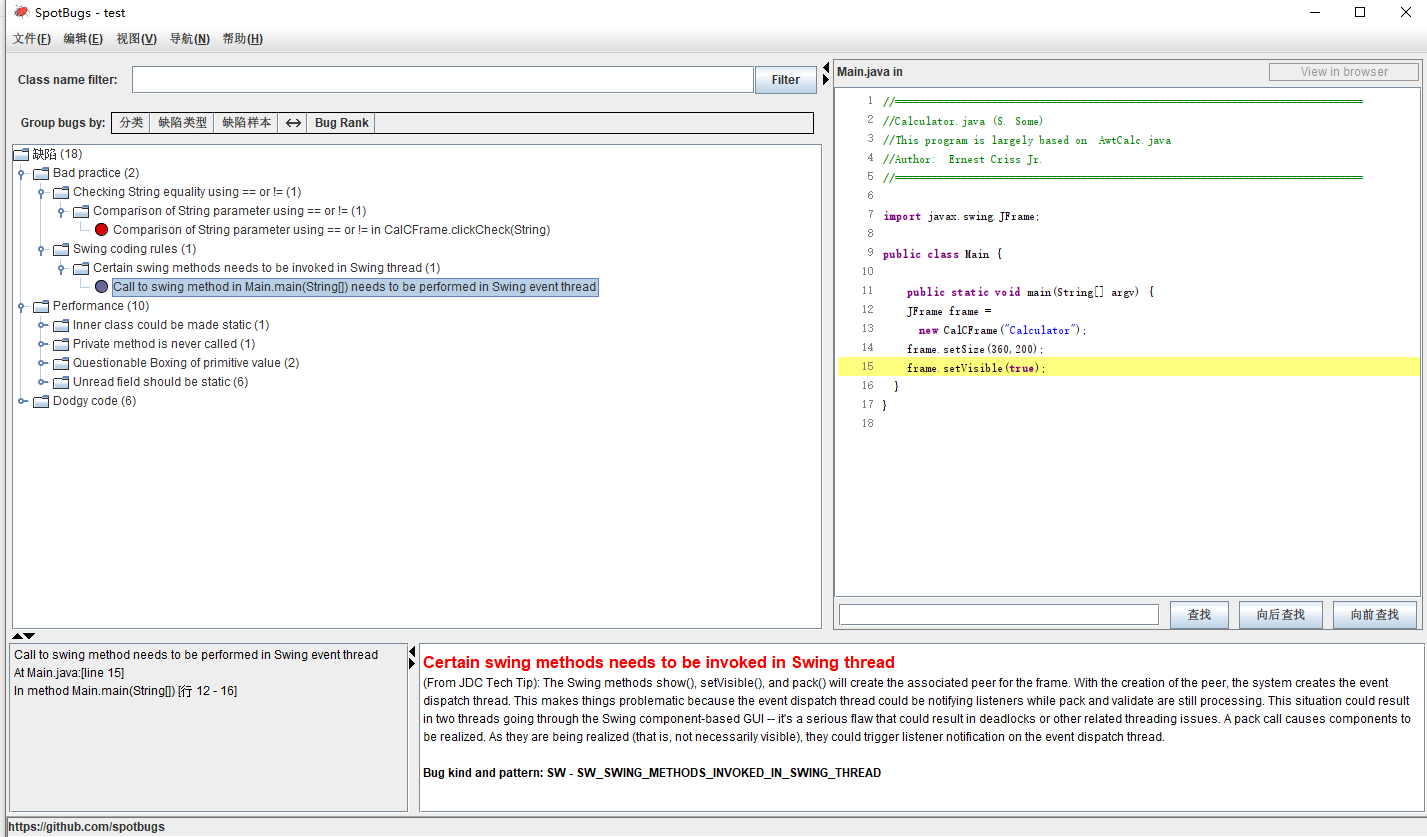 SpotBugs - test
文件(F) 编辑(E) 视图(V) 导航(N) 帮助(H)
Class name filter:
Filter
Group bugs by: 分类 缺陷类型 缺陷样本 Bug Rank
缺陷 (18)
Bad practice (2)
Checking String equality using == or != (1)
Comparison of String parameter using == or != (1)
Comparison of String parameter using == or != in CalCFrame.clickCheck(String)
Swing coding rules (1)
Certain swing methods needs to be invoked in Swing thread (1)
Call to swing method in Main.main(String[]) needs to be performed in Swing event thread
Performance (10)
Inner class could be made static (1)
Private method is never called (1)
Questionable Boxing of primitive value (2)
Unread field should be static (6)
Dodgy code (6)
Main.java in
View in browser
1 //==============================================================================
2 //Calculator.java (S. Some)
3 //This program is largely based on  AwtCalc.java
4 //Author:  Ernest Criss Jr.
5 //==============================================================================
6
7 import javax.swing.JFrame;
8
9 public class Main {
10
11 public static void main(String[] argv) {
12 JFrame frame =
13 new CalCFrame("Calculator");
14 frame.setSize(360,200);
15 frame.setVisible(true);
16 }
17 }
18
查找 向后查找 向前查找
Call to swing method needs to be performed in Swing event thread
At Main.java:[line 15]
In method Main.main(String[]) [行 12 - 16]
Certain swing methods needs to be invoked in Swing thread
(From JDC Tech Tip): The Swing methods show(), setVisible(), and pack() will create the associated peer for the frame. With the creation of the peer, the system creates the event
dispatch thread. This makes things problematic because the event dispatch thread could be notifying listeners while pack and validate are still processing. This situation could result
in two threads going through the Swing component-based GUI -- it's a serious flaw that could result in deadlocks or other related threading issues. A pack call causes components to
be realized. As they are being realized (that is, not necessarily visible), they could trigger listener notification on the event dispatch thread.
Bug kind and pattern: SW - SW_SWING_METHODS_INVOKED_IN_SWING_THREAD
https://github.com/spotbugs